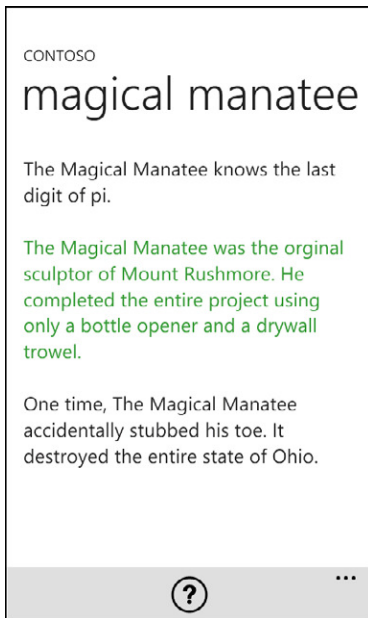 CONTOSO
magical manatee
The Magical Manatee knows the last
digit of pi.
The Magical Manatee was the orginal
sculptor of Mount Rushmore. He
completed the entire project using
only a bottle opener and a drywall
trowel.
One time, The Magical Manatee
accidentally stubbed his toe. It
destroyed the entire state of Ohio.
?
...